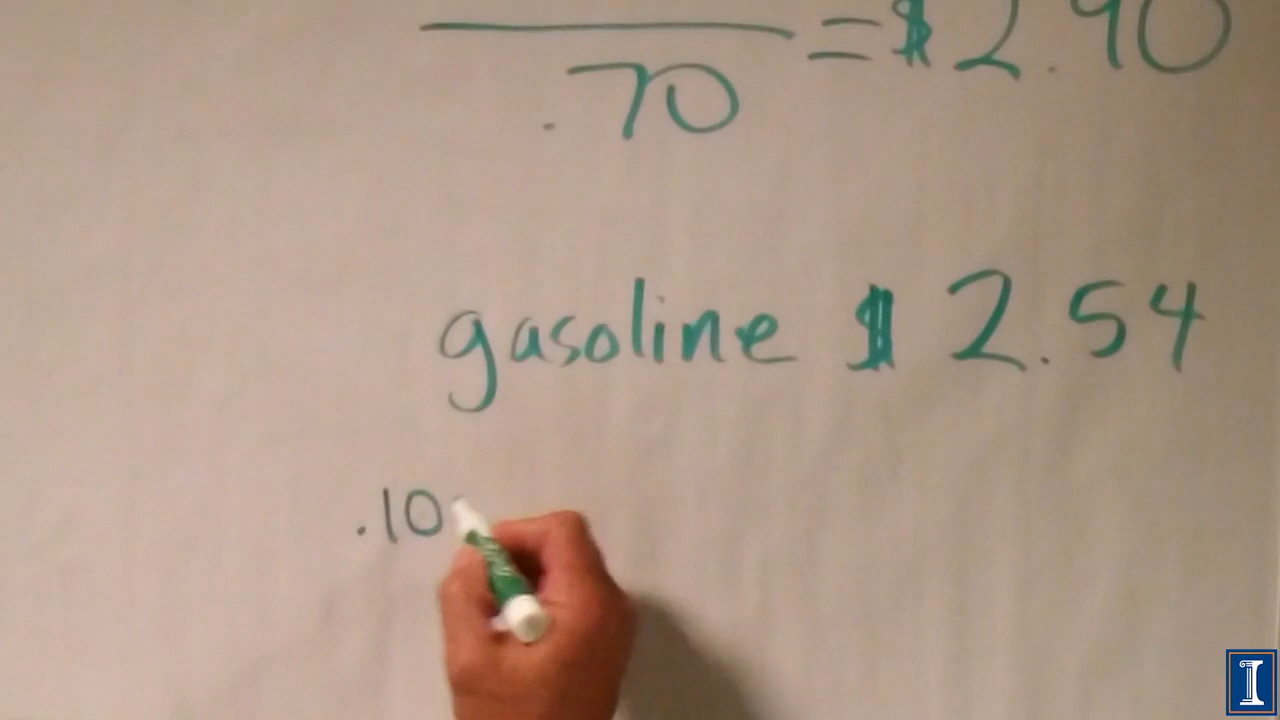 = $2.90
.70
gasoline $ 2.54
.10
I